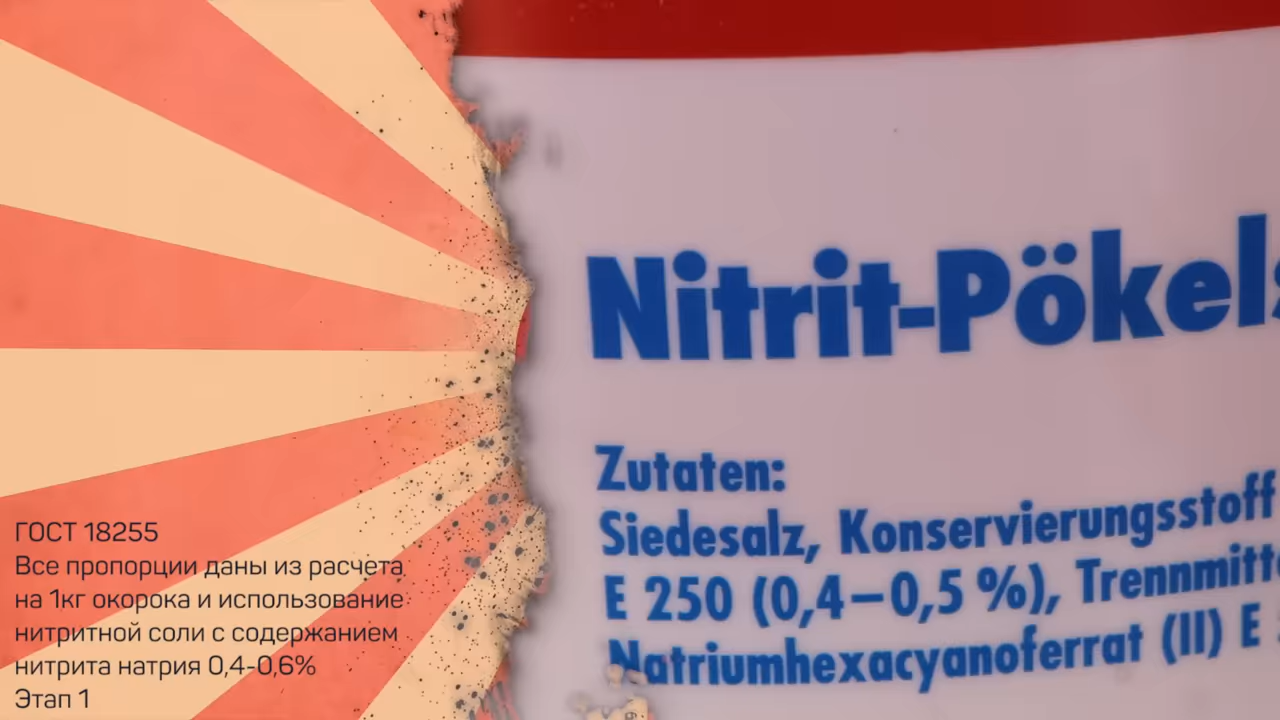 ГОСТ 18255
Все пропорции даны из расчета
на 1кг окорока и использование
нитритной соли с содержанием
нитрита натрия 0,4-0,6%
Этап 1
Nitrit-Pökels
Zutaten:
Siedesalz, Konservierungsstoff
E 250 (0,4–0,5 %), Trennmitte
Natriumhexacyanoferrat (II) E